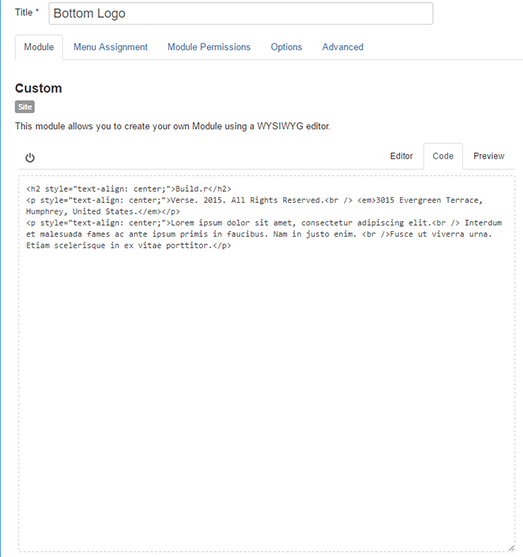 Title * Bottom Logo
Module Menu Assignment Module Permissions Options Advanced
Custom
Site
This module allows you to create your own Module using a WYSIWYG editor.
Editor Code Preview
<h2 style="text-align: center;">Build.r</h2>
<p style="text-align: center;">Verse. 2015. All Rights Reserved.<br /> <em>3015 Evergreen Terrace,
Humphrey, United States.</em></p>
<p style="text-align: center;">Lorem ipsum dolor sit amet, consectetur adipiscing elit.<br /> Interdum
et malesuada fames ac ante ipsum primis in faucibus. Nam in justo enim. <br />Fusce ut viverra urna.
Etiam scelerisque in ex vitae porttitor.</p>